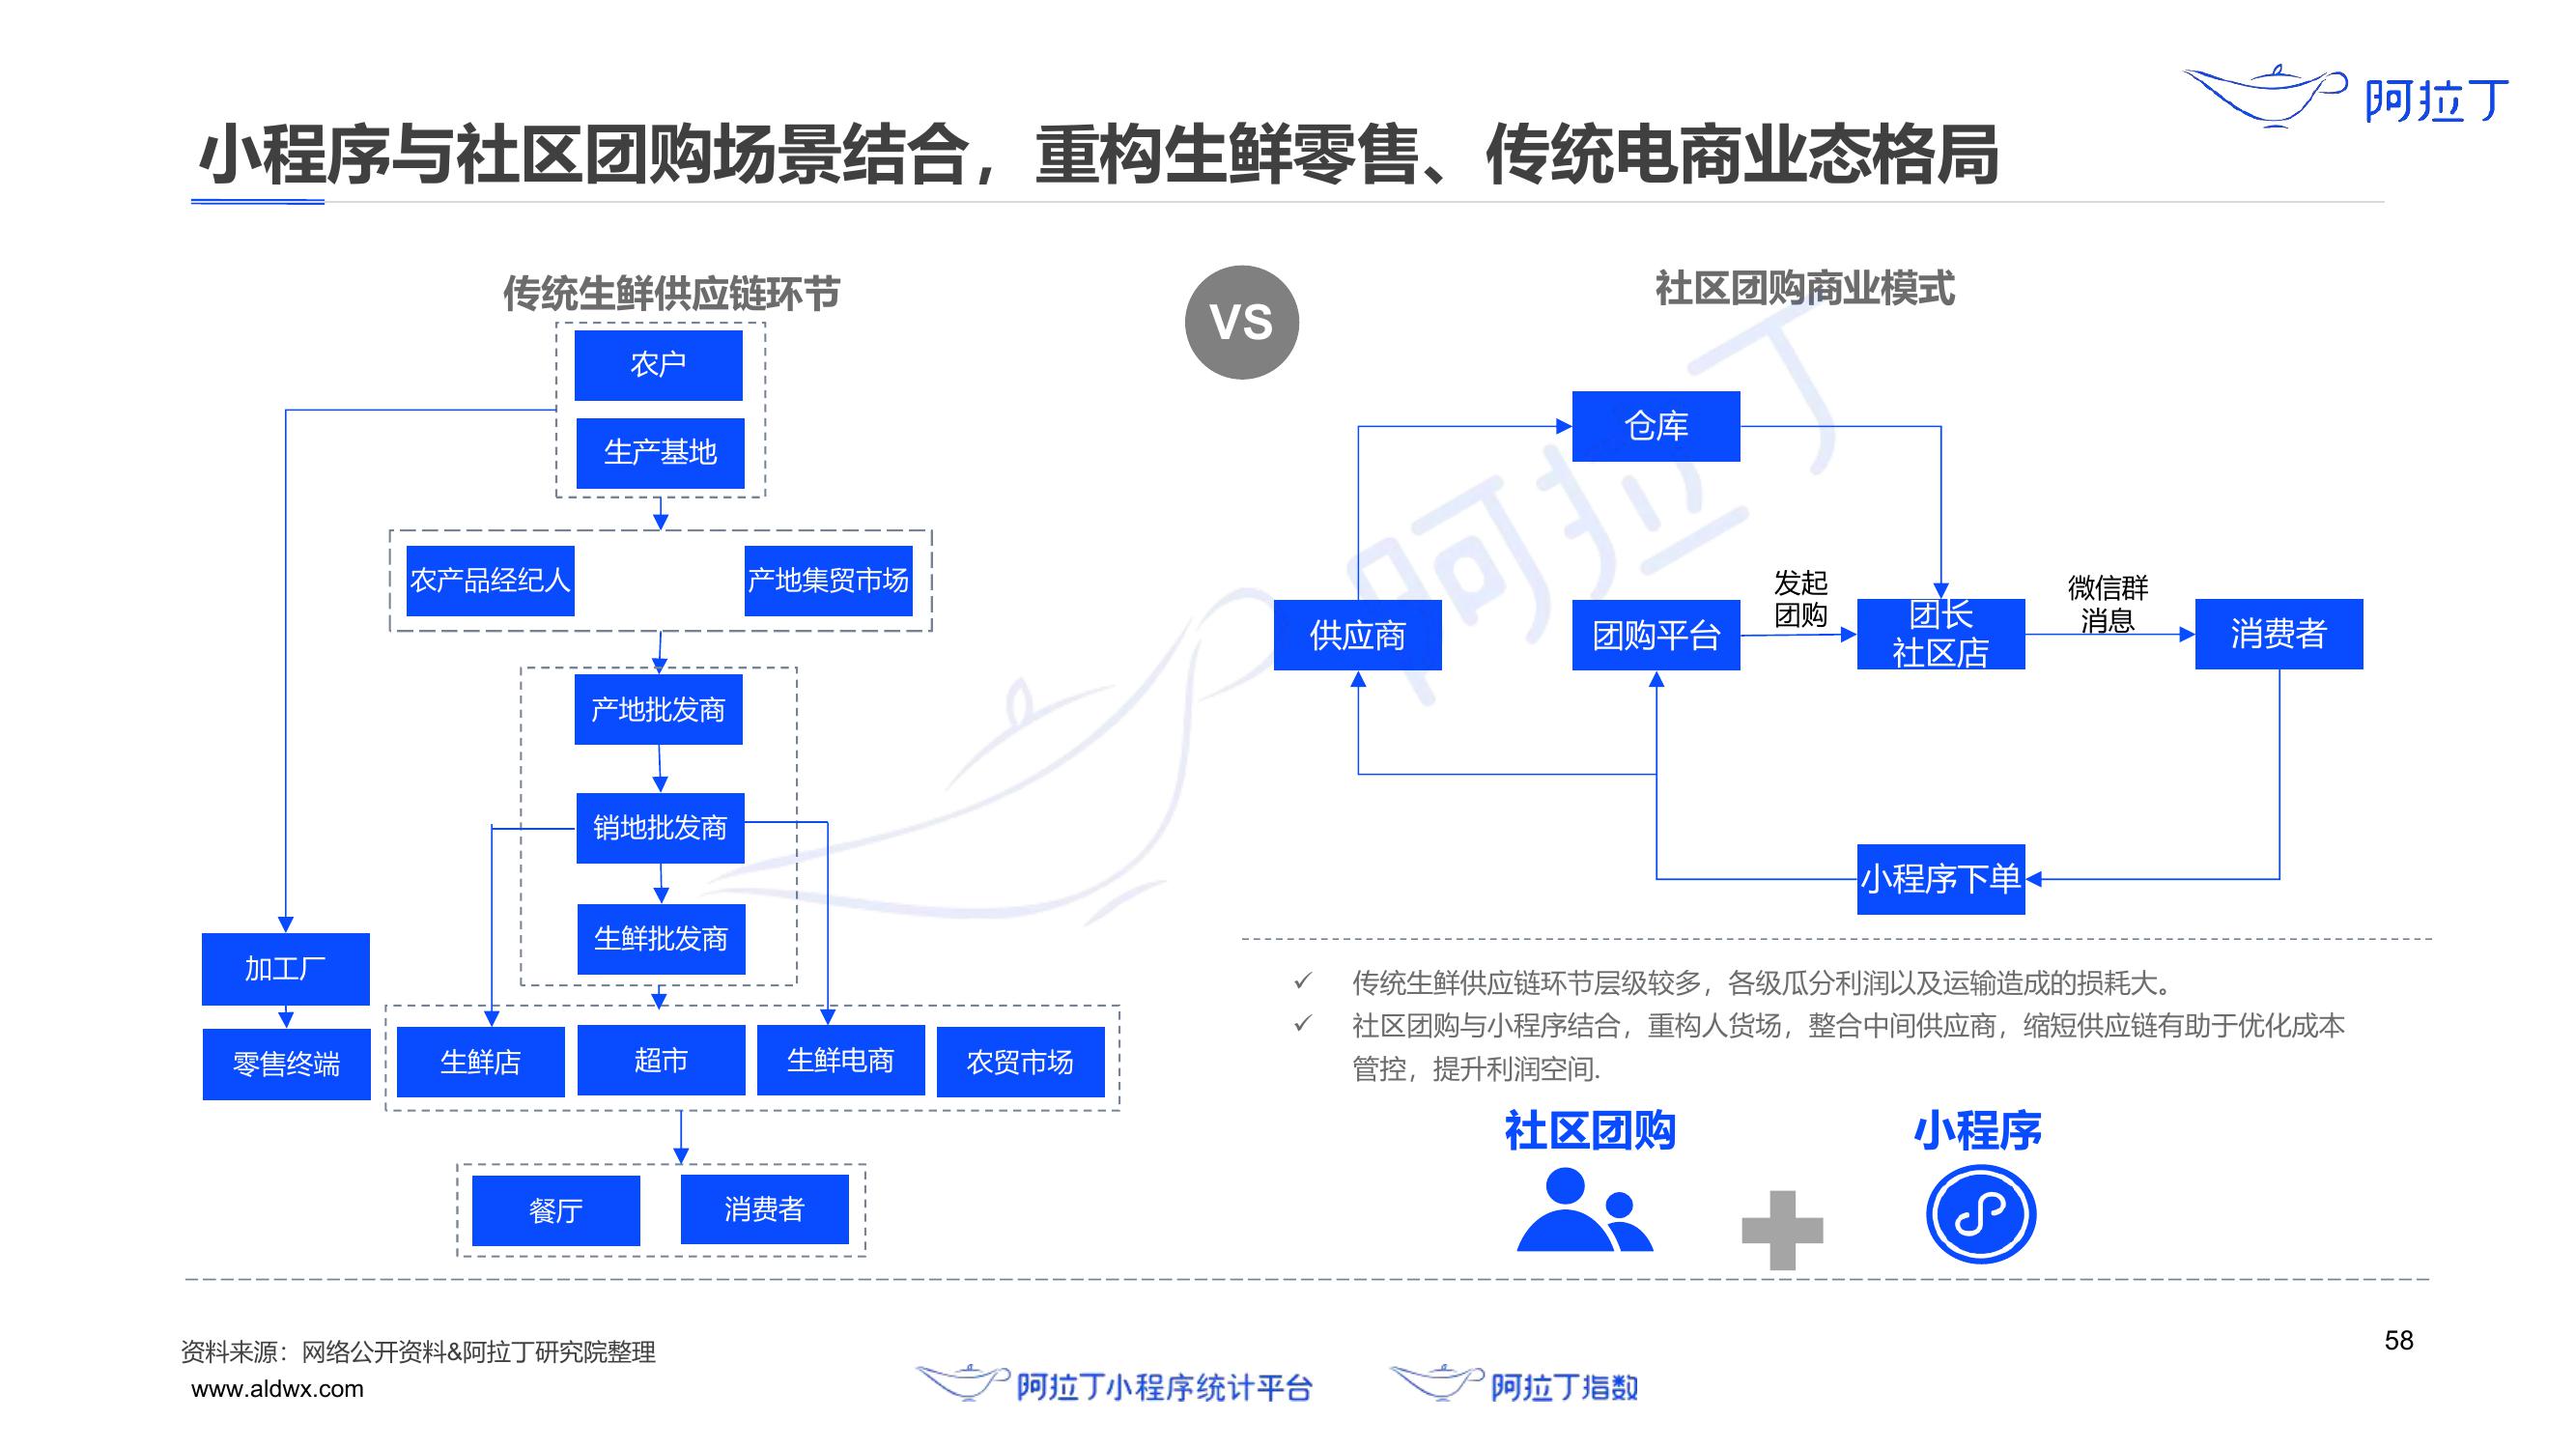 阿拉丁
小程序与社区团购场景结合，重构生鲜零售、传统电商业态格局
传统生鲜供应链环节
农户
生产基地
农产品经纪人
产地集贸市场
产地批发商
销地批发商
生鲜批发商
加工厂
零售终端
生鲜店
超市
生鲜电商
农贸市场
餐厅
消费者
VS
社区团购商业模式
阿拉丁
仓库
供应商
团购平台
发起
团购
团长
社区店
微信群
消息
消费者
小程序下单
✓ 传统生鲜供应链环节层级较多，各级瓜分利润以及运输造成的损耗大。
✓ 社区团购与小程序结合，重构人货场，整合中间供应商，缩短供应链有助于优化成本
管控，提升利润空间.
社区团购
小程序
资料来源：网络公开资料&阿拉丁研究院整理
www.aldwx.com
阿拉丁小程序统计平台
阿拉丁指数
58